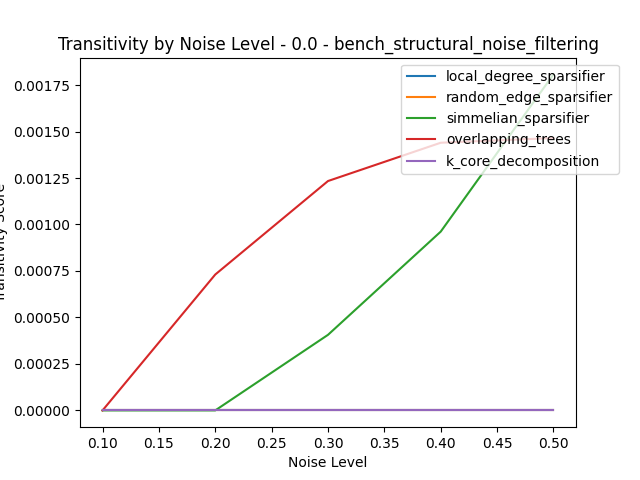 Transitivity by Noise Level - 0.0 - bench_structural_noise_filtering
local_degree_sparsifier
random_edge_sparsifier
simmelian_sparsifier
overlapping_trees
k_core_decomposition
0.00175
0.00150
0.00125
0.00100
0.00075
0.00050
0.00025
0.00000
0.10 0.15 0.20 0.25 0.30 0.35 0.40 0.45 0.50
Noise Level